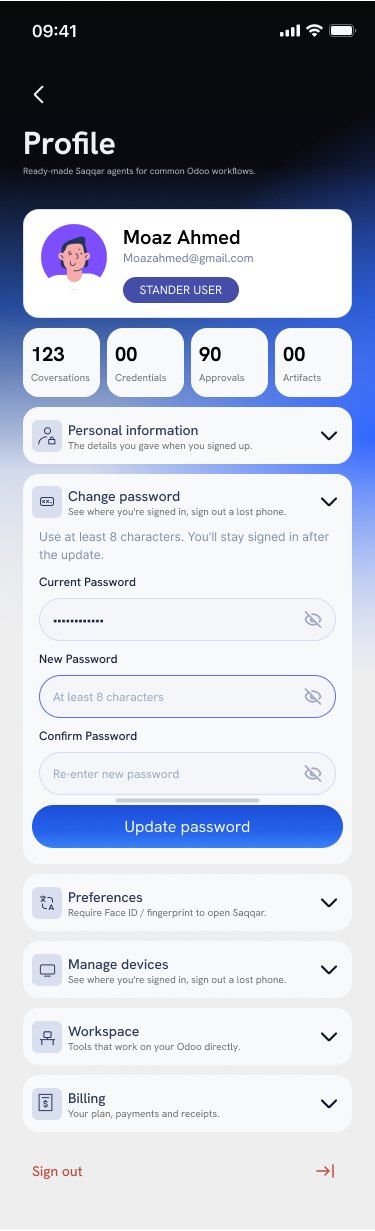 09:41
Profile
Ready-made Saqqar agents for common Odoo workflows.
Moaz Ahmed
Moazahmed@gmail.com
STANDER USER
123
Coversations
00
Credentials
90
Approvals
00
Artifacts
Personal information
The details you gave when you signed up.
Change password
See where you're signed in, sign out a lost phone.
Use at least 8 characters. You'll stay signed in after
the update.
Current Password
••••••••••••
New Password
At least 8 characters
Confirm Password
Re-enter new password
Update password
Preferences
Require Face ID / fingerprint to open Saqqar.
Manage devices
See where you're signed in, sign out a lost phone.
Workspace
Tools that work on your Odoo directly.
Billing
Your plan, payments and receipts.
Sign out